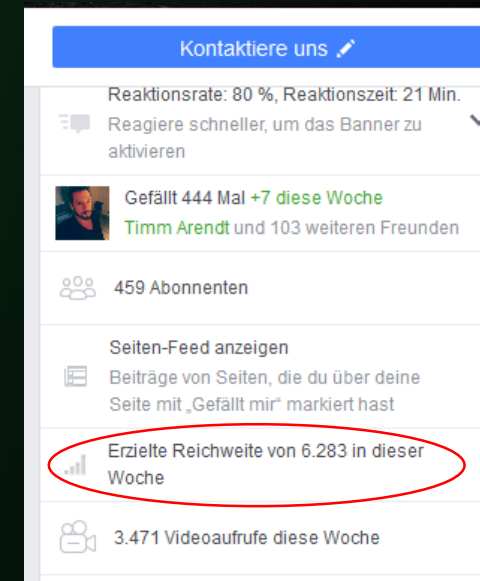 Kontaktiere uns
Reaktionsrate: 80 %, Reaktionszeit: 21 Min.
Reagiere schneller, um das Banner zu
aktivieren
Gefällt 444 Mal +7 diese Woche
Timm Arendt und 103 weiteren Freunden
459 Abonnenten
Seiten-Feed anzeigen
Beiträge von Seiten, die du über deine
Seite mit „Gefällt mir“ markiert hast
Erzielte Reichweite von 6.283 in dieser
Woche
3.471 Videoaufrufe diese Woche